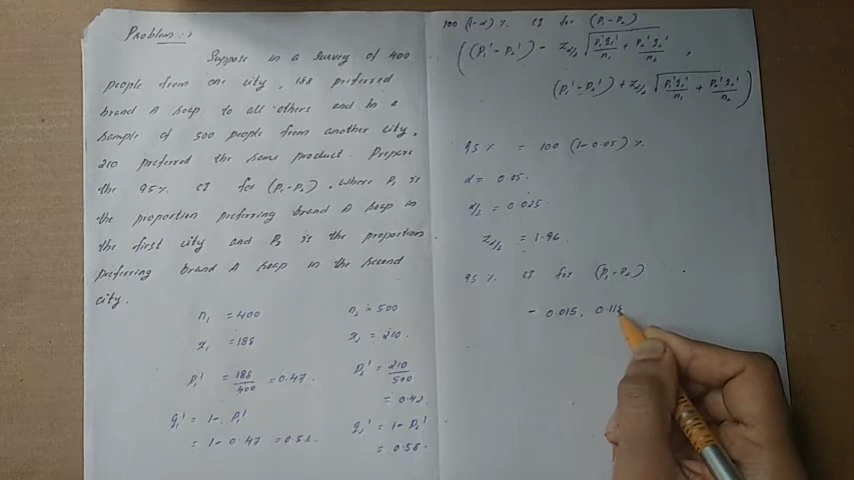 Problem :
Suppose in a Survey of 400
people from one city, 188 preferred
brand A soap to all others and in a
sample of 500 people from another city,
210 preferred the same product. Prepare
the 95% CI for (P₁-P₂), where P₁ is
the proportion preferring brand A soap in
the first city and P₂ is the proportion
preferring brand A soap in the second
city.
n₁ = 400
x₁ = 188
P₁' = 188/400 = 0.47.
q₁' = 1- P₁'
= 1- 0.47 = 0.53.
n₂ = 500
x₂ = 210.
P₂' = 210/500
= 0.42.
q₂' = 1- P₂'
= 0.58.
100 (1-α) %. CI for (P₁-P₂)
((P₁'-P₂') - Zα/₂ √(P₁'q₁'/n₁ + P₂'q₂'/n₂) ,
(P₁'-P₂') + Zα/₂ √(P₁'q₁'/n₁ + P₂'q₂'/n₂))
95 % = 100 (1-0.05) %.
α = 0.05.
α/₂ = 0.025
Zα/₂ = 1.96
95 %. CI for (P₁-P₂)
- 0.015, 0.115